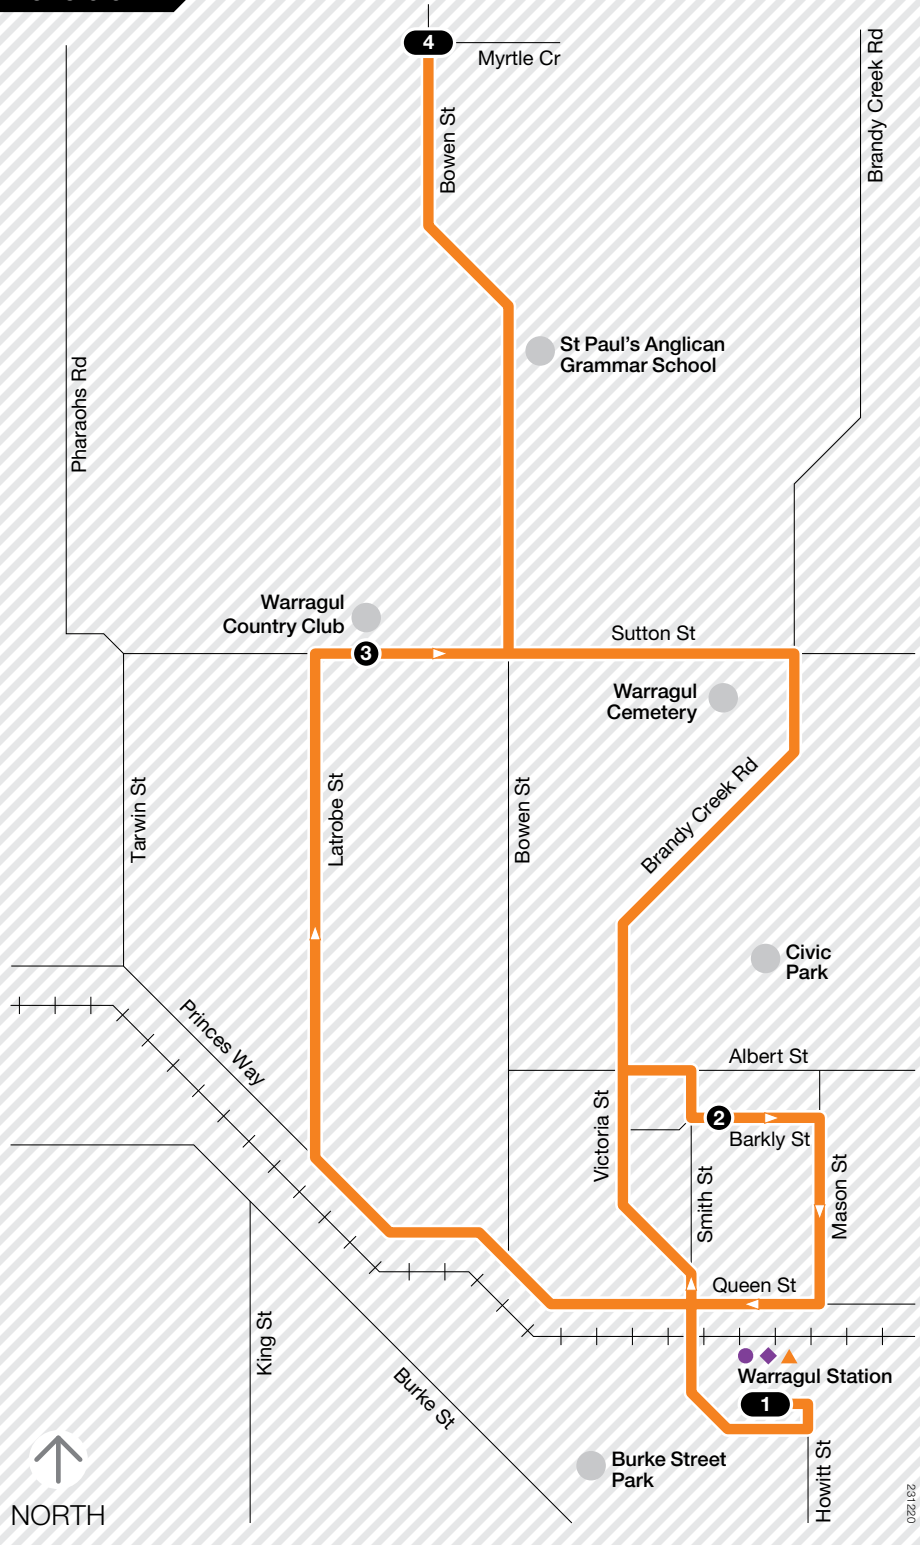 4
Myrtle Cr
Brandy Creek Rd
Bowen St
St Paul's Anglican
Grammar School
Pharaohs Rd
Warragul
Country Club
3
Sutton St
Warragul
Cemetery
Brandy Creek Rd
Tarwin St
Latrobe St
Bowen St
Civic
Park
Princes Way
Albert St
Victoria St
2
Barkly St
Smith St
Mason St
Queen St
King St
Burke St
Warragul Station
1
Burke Street
Park
Howitt St
NORTH
231220